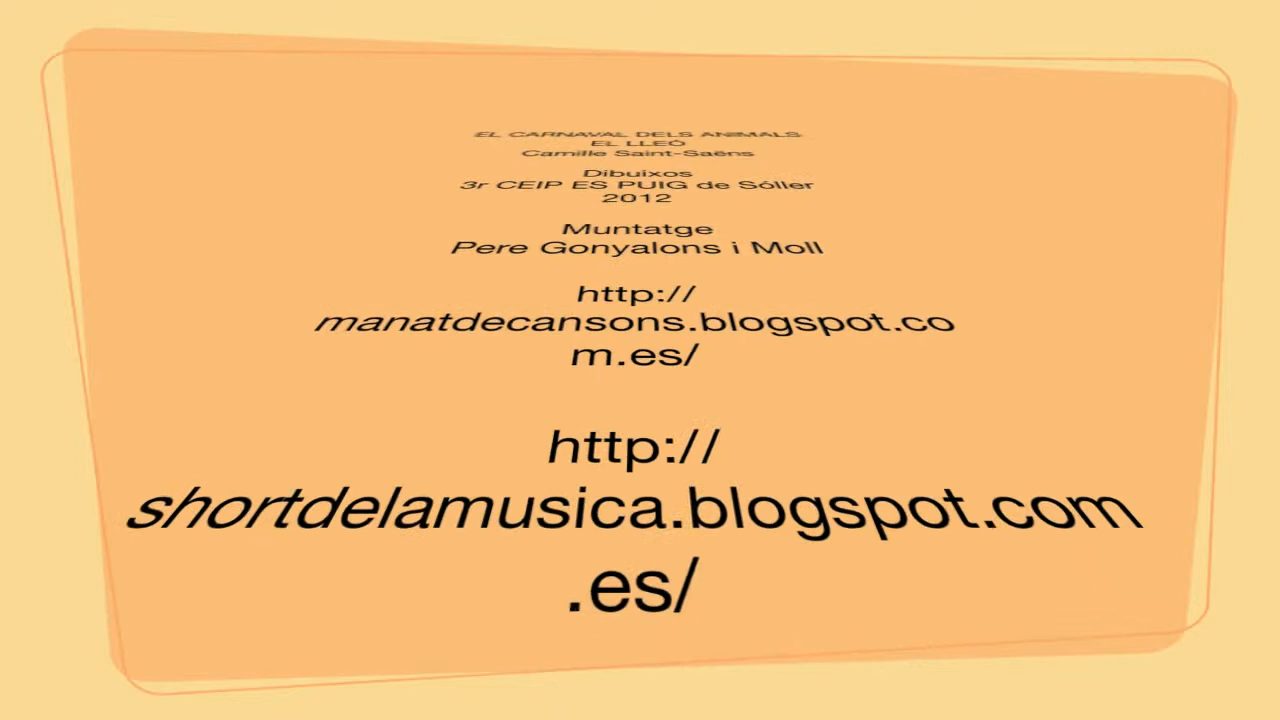 EL CARNAVAL DELS ANIMALS
EL LLEÓ
Camille Saint-Saëns
Dibuixos
3r CEIP ES PUIG de Sóller
2012
Muntatge
Pere Gonyalons i Moll
http://
manatdecansons.blogspot.co
m.es/
http://
shortdelamusica.blogspot.com
.es/